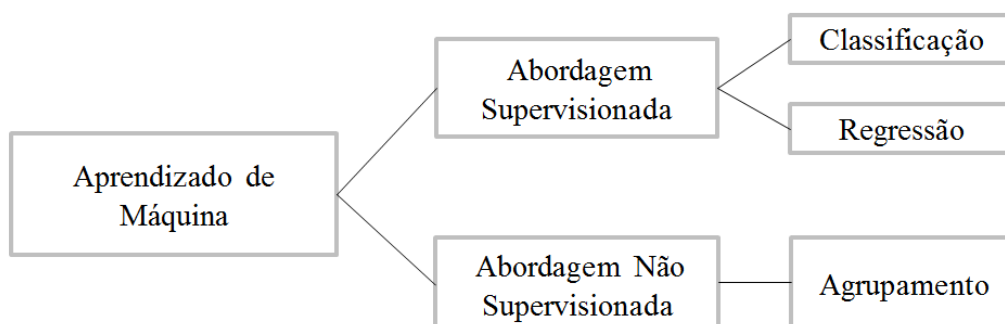 Aprendizado de
Máquina
Abordagem
Supervisionada
Classificação
Regressão
Abordagem Não
Supervisionada
Agrupamento